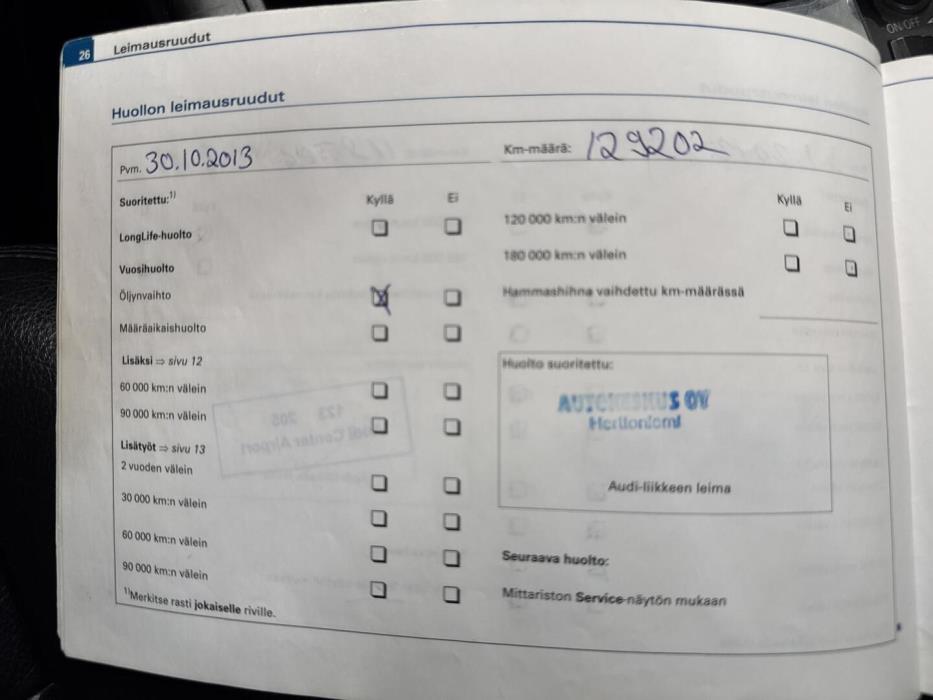 26 Leimausruudut
Huollon leimausruudut
Pvm. 30.10.2013
Km-määrä: 129202
Suoritettu:1) Kyllä Ei
LongLife-huolto
Vuosihuolto
Öljynvaihto
Määräaikaishuolto
Lisäksi ⇒ sivu 12
60 000 km:n välein
90 000 km:n välein
Lisätyöt ⇒ sivu 13
2 vuoden välein
30 000 km:n välein
60 000 km:n välein
90 000 km:n välein
1)Merkitse rasti jokaiselle riville.
Kyllä Ei
120 000 km:n välein
180 000 km:n välein
Hammashihna vaihdettu km-määrässä
Huolto suoritettu:
AUTOKESKUS OY
Herttoniemi
Audi-liikkeen leima
Seuraava huolto:
Mittariston Service-näytön mukaan
ON/OFF